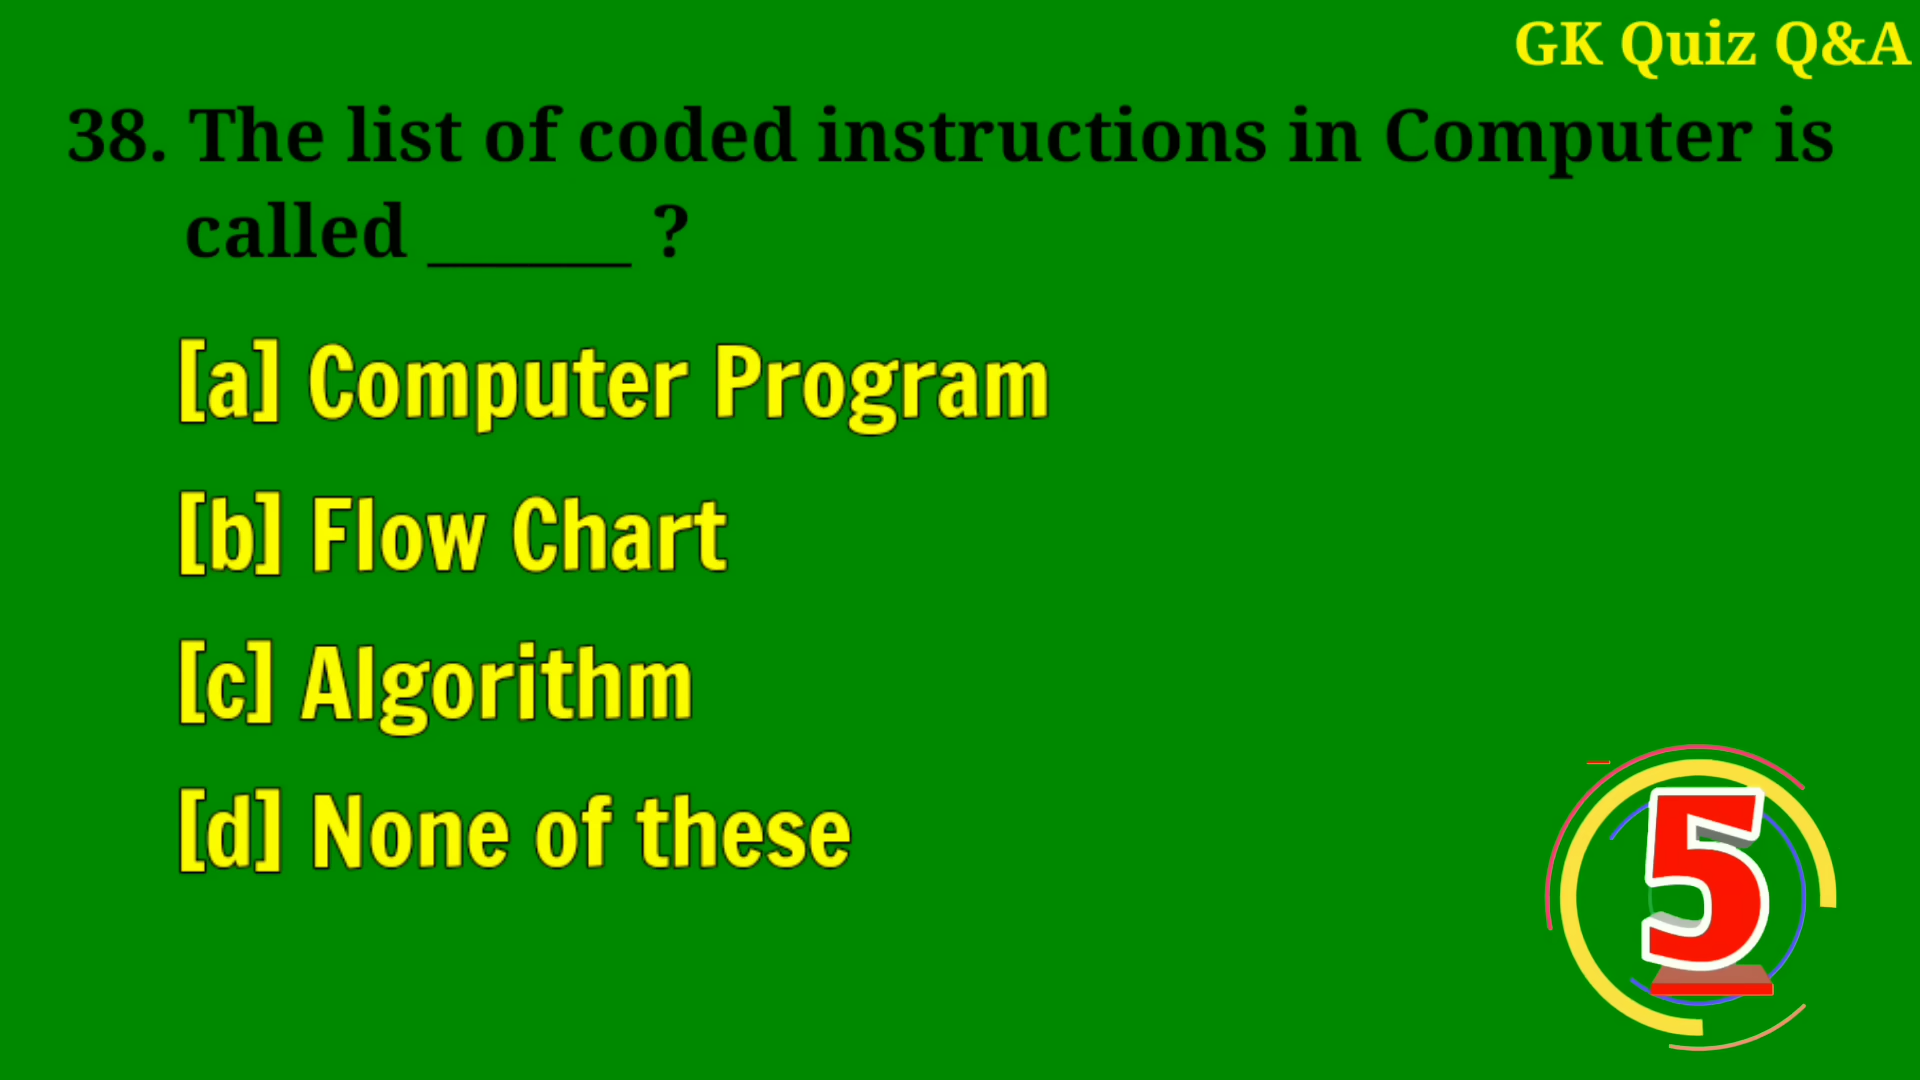 GK Quiz Q&A
38. The list of coded instructions in Computer is
called ______ ?
[a] Computer Program
[b] Flow Chart
[c] Algorithm
[d] None of these
5